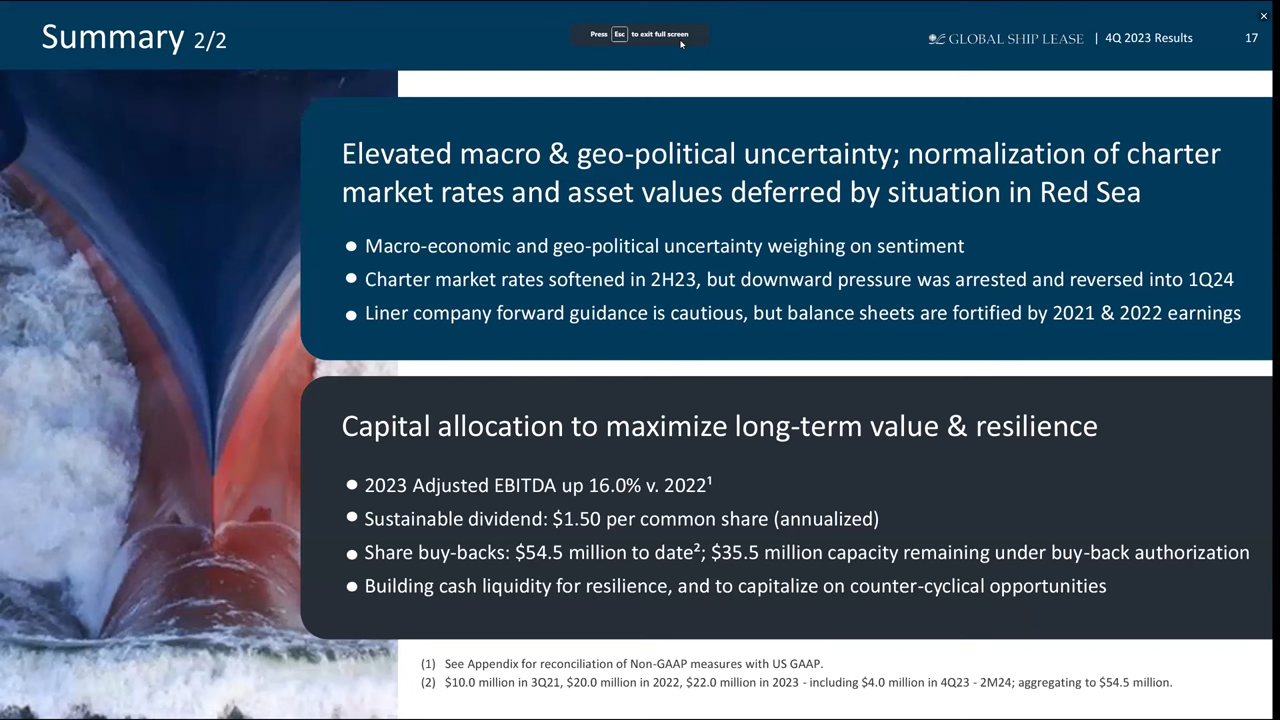 Summary 2/2
Press Esc to exit full screen
GLOBAL SHIP LEASE | 4Q 2023 Results 17
Elevated macro & geo-political uncertainty; normalization of charter
market rates and asset values deferred by situation in Red Sea
● Macro-economic and geo-political uncertainty weighing on sentiment
● Charter market rates softened in 2H23, but downward pressure was arrested and reversed into 1Q24
● Liner company forward guidance is cautious, but balance sheets are fortified by 2021 & 2022 earnings
Capital allocation to maximize long-term value & resilience
● 2023 Adjusted EBITDA up 16.0% v. 2022¹
● Sustainable dividend: $1.50 per common share (annualized)
● Share buy-backs: $54.5 million to date²; $35.5 million capacity remaining under buy-back authorization
● Building cash liquidity for resilience, and to capitalize on counter-cyclical opportunities
(1) See Appendix for reconciliation of Non-GAAP measures with US GAAP.
(2) $10.0 million in 3Q21, $20.0 million in 2022, $22.0 million in 2023 - including $4.0 million in 4Q23 - 2M24; aggregating to $54.5 million.